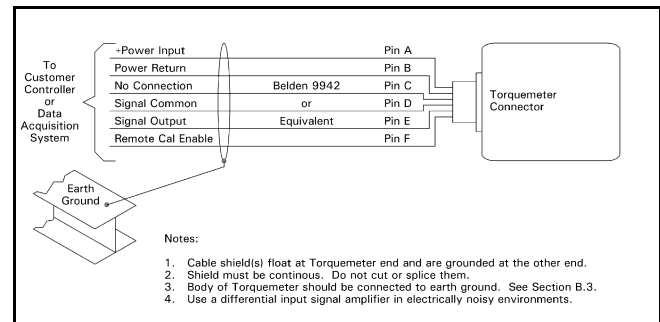 +Power Input Pin A
Power Return Pin B
No Connection Belden 9942 Pin C
Signal Common or Pin D
Signal Output Equivalent Pin E
Remote Cal Enable Pin F
To
Customer
Controller
or
Data
Acquisition
System
Torquemeter
Connector
Earth
Ground
Notes:
1. Cable shield(s) float at Torquemeter end and are grounded at the other end.
2. Shield must be continous. Do not cut or splice them.
3. Body of Torquemeter should be connected to earth ground. See Section B.3.
4. Use a differential input signal amplifier in electrically noisy environments.